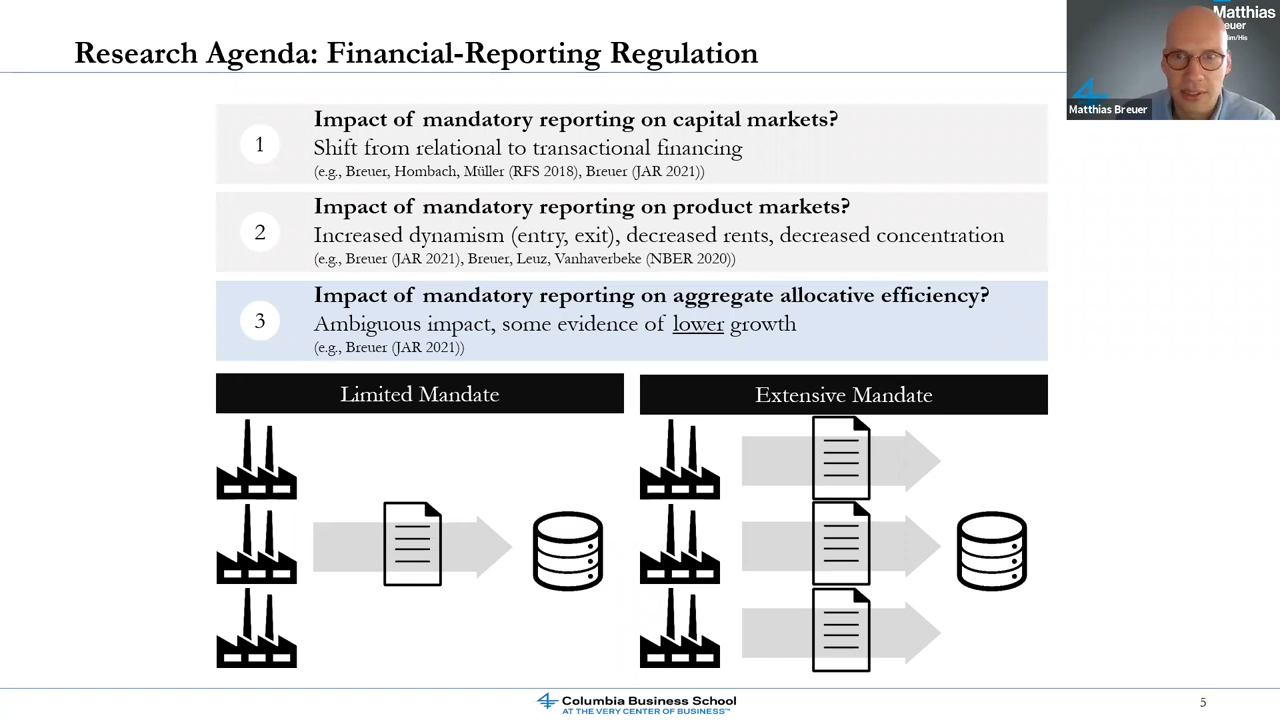 Research Agenda: Financial-Reporting Regulation
Matthias
Breuer
Him/His
Matthias Breuer
1
Impact of mandatory reporting on capital markets?
Shift from relational to transactional financing
(e.g., Breuer, Hombach, Müller (RFS 2018), Breuer (JAR 2021))
2
Impact of mandatory reporting on product markets?
Increased dynamism (entry, exit), decreased rents, decreased concentration
(e.g., Breuer (JAR 2021), Breuer, Leuz, Vanhaverbeke (NBER 2020))
3
Impact of mandatory reporting on aggregate allocative efficiency?
Ambiguous impact, some evidence of lower growth
(e.g., Breuer (JAR 2021))
Limited Mandate
Extensive Mandate
Columbia Business School
AT THE VERY CENTER OF BUSINESS™
5